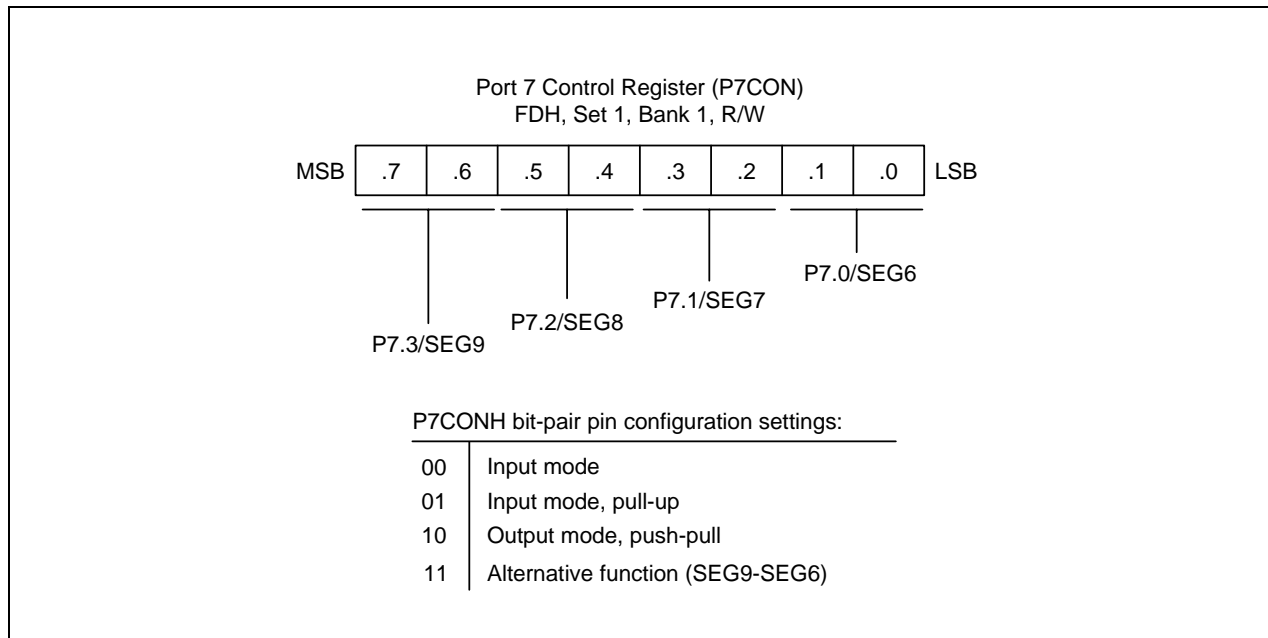 Port 7 Control Register (P7CON)
FDH, Set 1, Bank 1, R/W
MSB .7 .6 .5 .4 .3 .2 .1 .0 LSB
P7.0/SEG6
P7.1/SEG7
P7.2/SEG8
P7.3/SEG9
P7CONH bit-pair pin configuration settings:
00 Input mode
01 Input mode, pull-up
10 Output mode, push-pull
11 Alternative function (SEG9-SEG6)